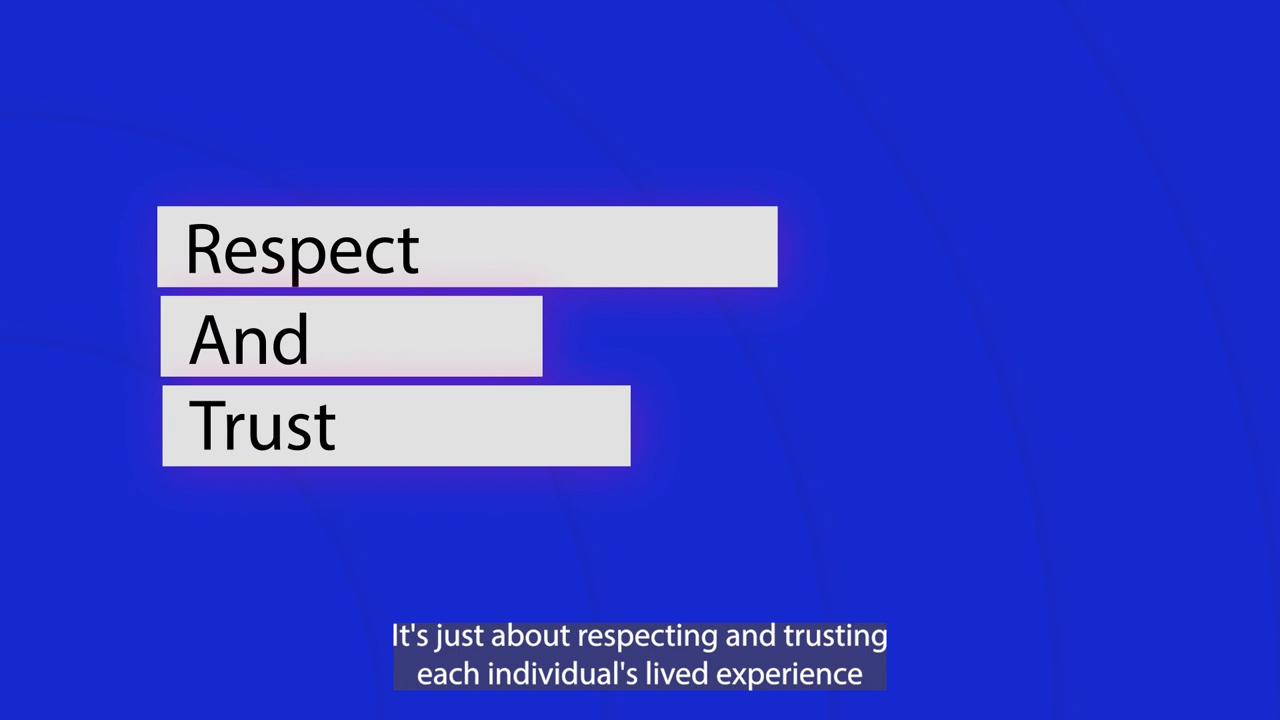 Respect
And
Trust
It's just about respecting and trusting
each individual's lived experience